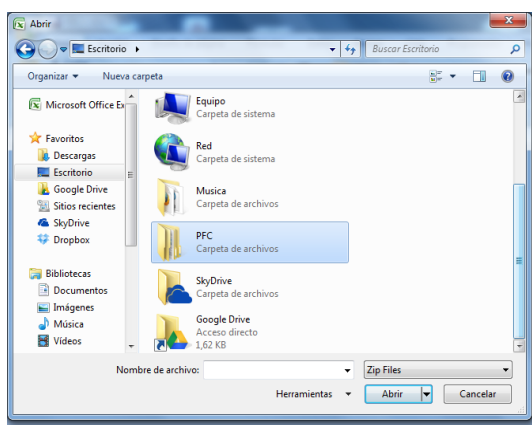 Abrir
Escritorio
Buscar Escritorio
Organizar
Nueva carpeta
Microsoft Office Ex
Favoritos
Descargas
Escritorio
Google Drive
Sitios recientes
SkyDrive
Dropbox
Bibliotecas
Documentos
Imágenes
Música
Vídeos
Equipo
Carpeta de sistema
Red
Carpeta de sistema
Musica
Carpeta de archivos
PFC
Carpeta de archivos
SkyDrive
Carpeta de archivos
Google Drive
Acceso directo
1,62 KB
Nombre de archivo:
Zip Files
Herramientas
Abrir
Cancelar